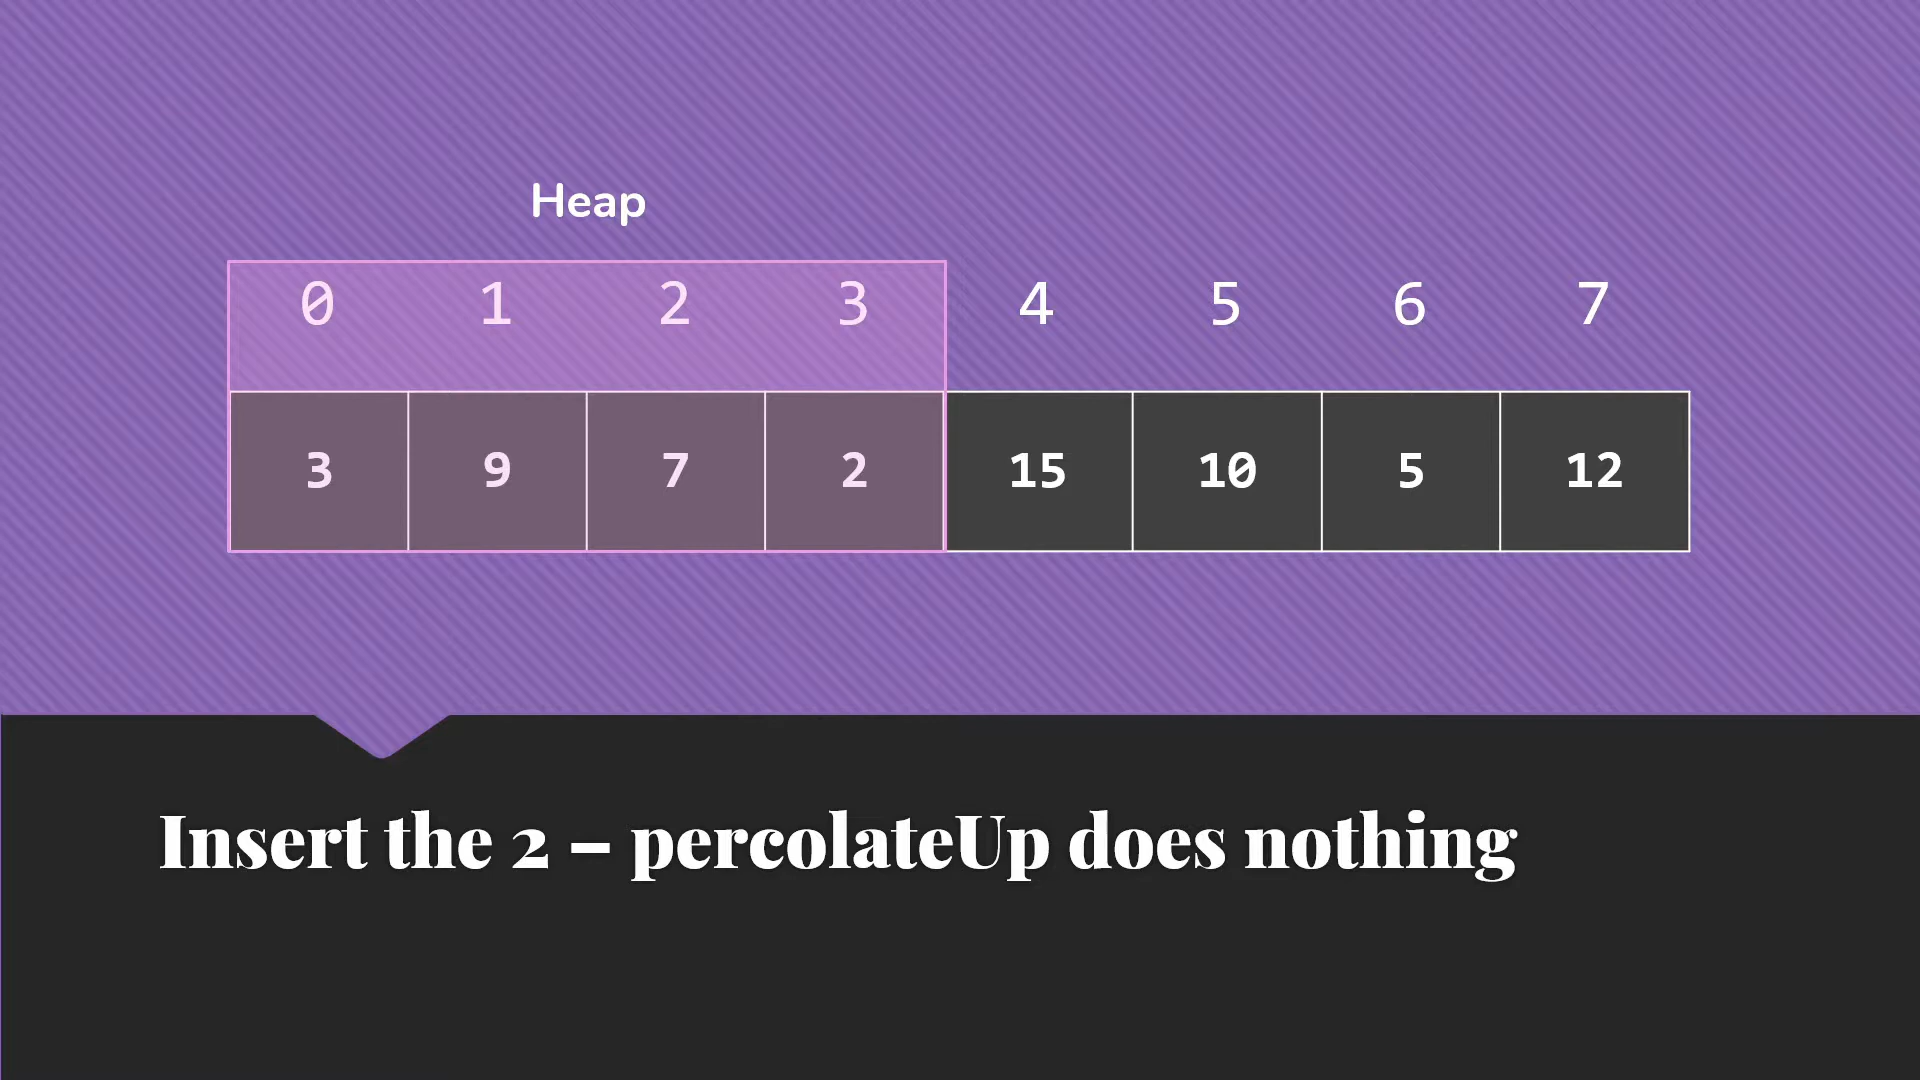 Heap
0 1 2 3 4 5 6 7
3 9 7 2 15 10 5 12
Insert the 2 – percolateUp does nothing